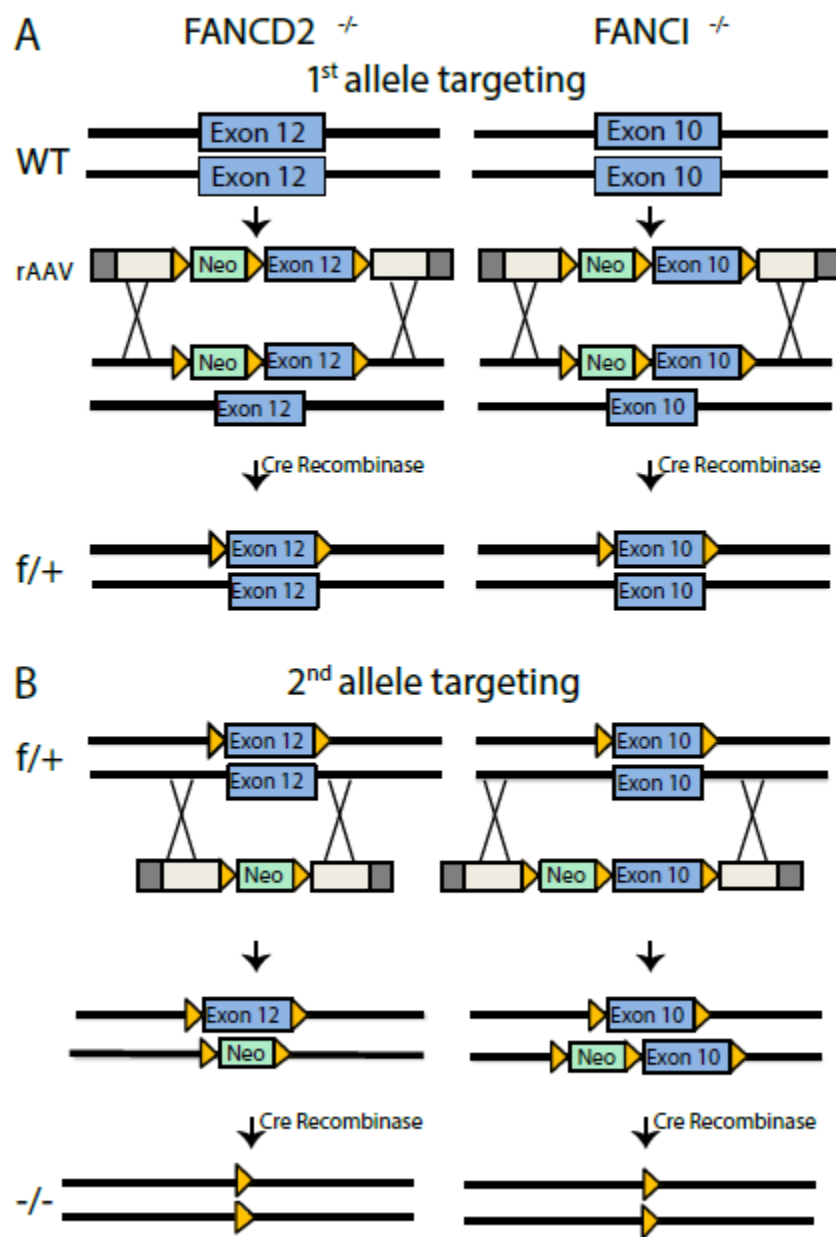 A FANCD2 -/- FANCI -/-
1st allele targeting
WT Exon 12 Exon 10
Exon 12 Exon 10
rAAV Neo Exon 12 Neo Exon 10
Neo Exon 12 Neo Exon 10
Exon 12 Exon 10
Cre Recombinase Cre Recombinase
f/+ Exon 12 Exon 10
Exon 12 Exon 10
B 2nd allele targeting
f/+ Exon 12 Exon 10
Exon 12 Exon 10
Neo Neo Exon 10
Exon 12 Exon 10
Neo Neo Exon 10
Cre Recombinase Cre Recombinase
-/-